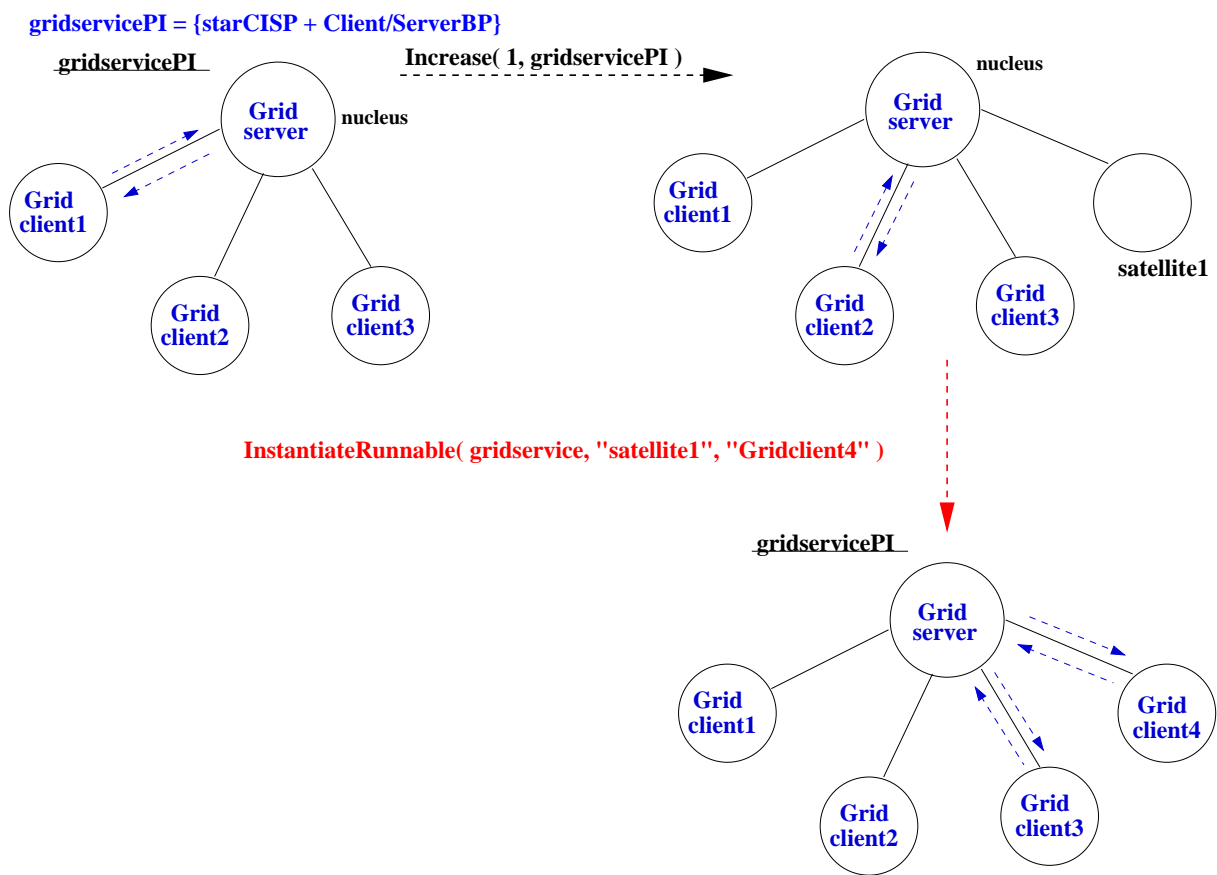 gridservicePI = {starCISP + Client/ServerBP}
gridservicePI
Increase( 1, gridservicePI )
Grid
server
nucleus
Grid
client1
Grid
client2
Grid
client3
nucleus
Grid
server
Grid
client1
Grid
client2
Grid
client3
satellite1
InstantiateRunnable( gridservice, "satellite1", "Gridclient4" )
gridservicePI
Grid
server
Grid
client1
Grid
client2
Grid
client3
Grid
client4